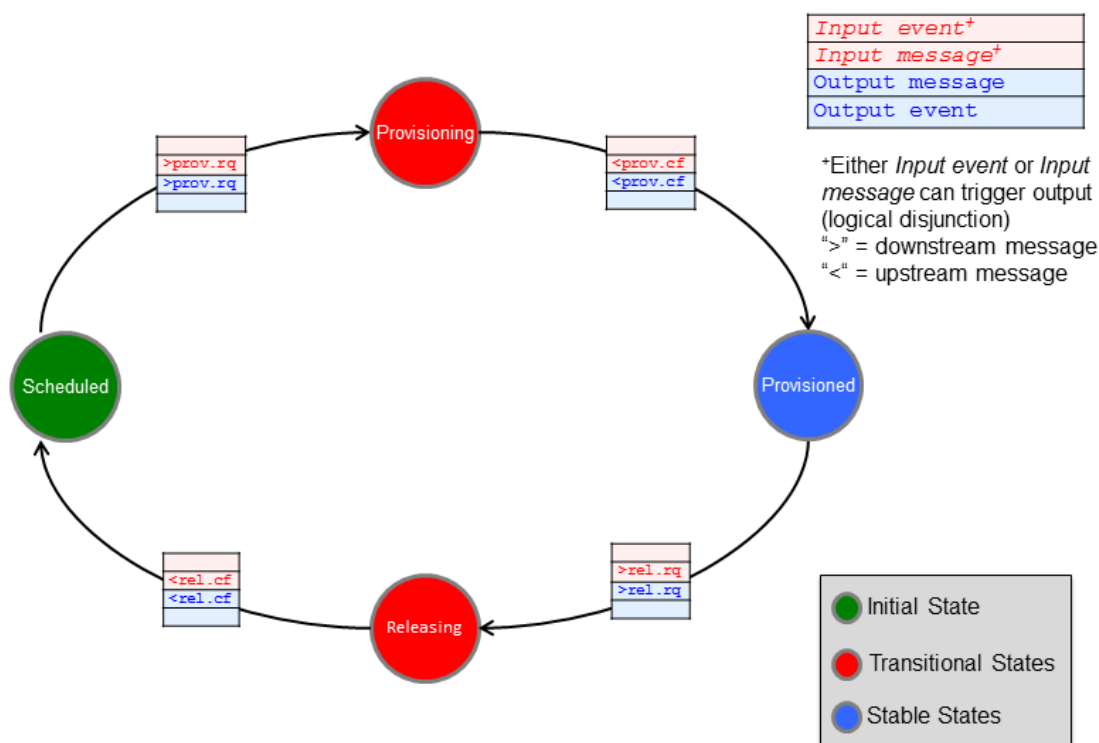 Input event+
Input message+
Output message
Output event
+Either Input event or Input
message can trigger output
(logical disjunction)
“>” = downstream message
“<“ = upstream message
Provisioning
>prov.rq
>prov.rq
<prov.cf
<prov.cf
Scheduled
Provisioned
<rel.cf
<rel.cf
>rel.rq
>rel.rq
Releasing
Initial State
Transitional States
Stable States